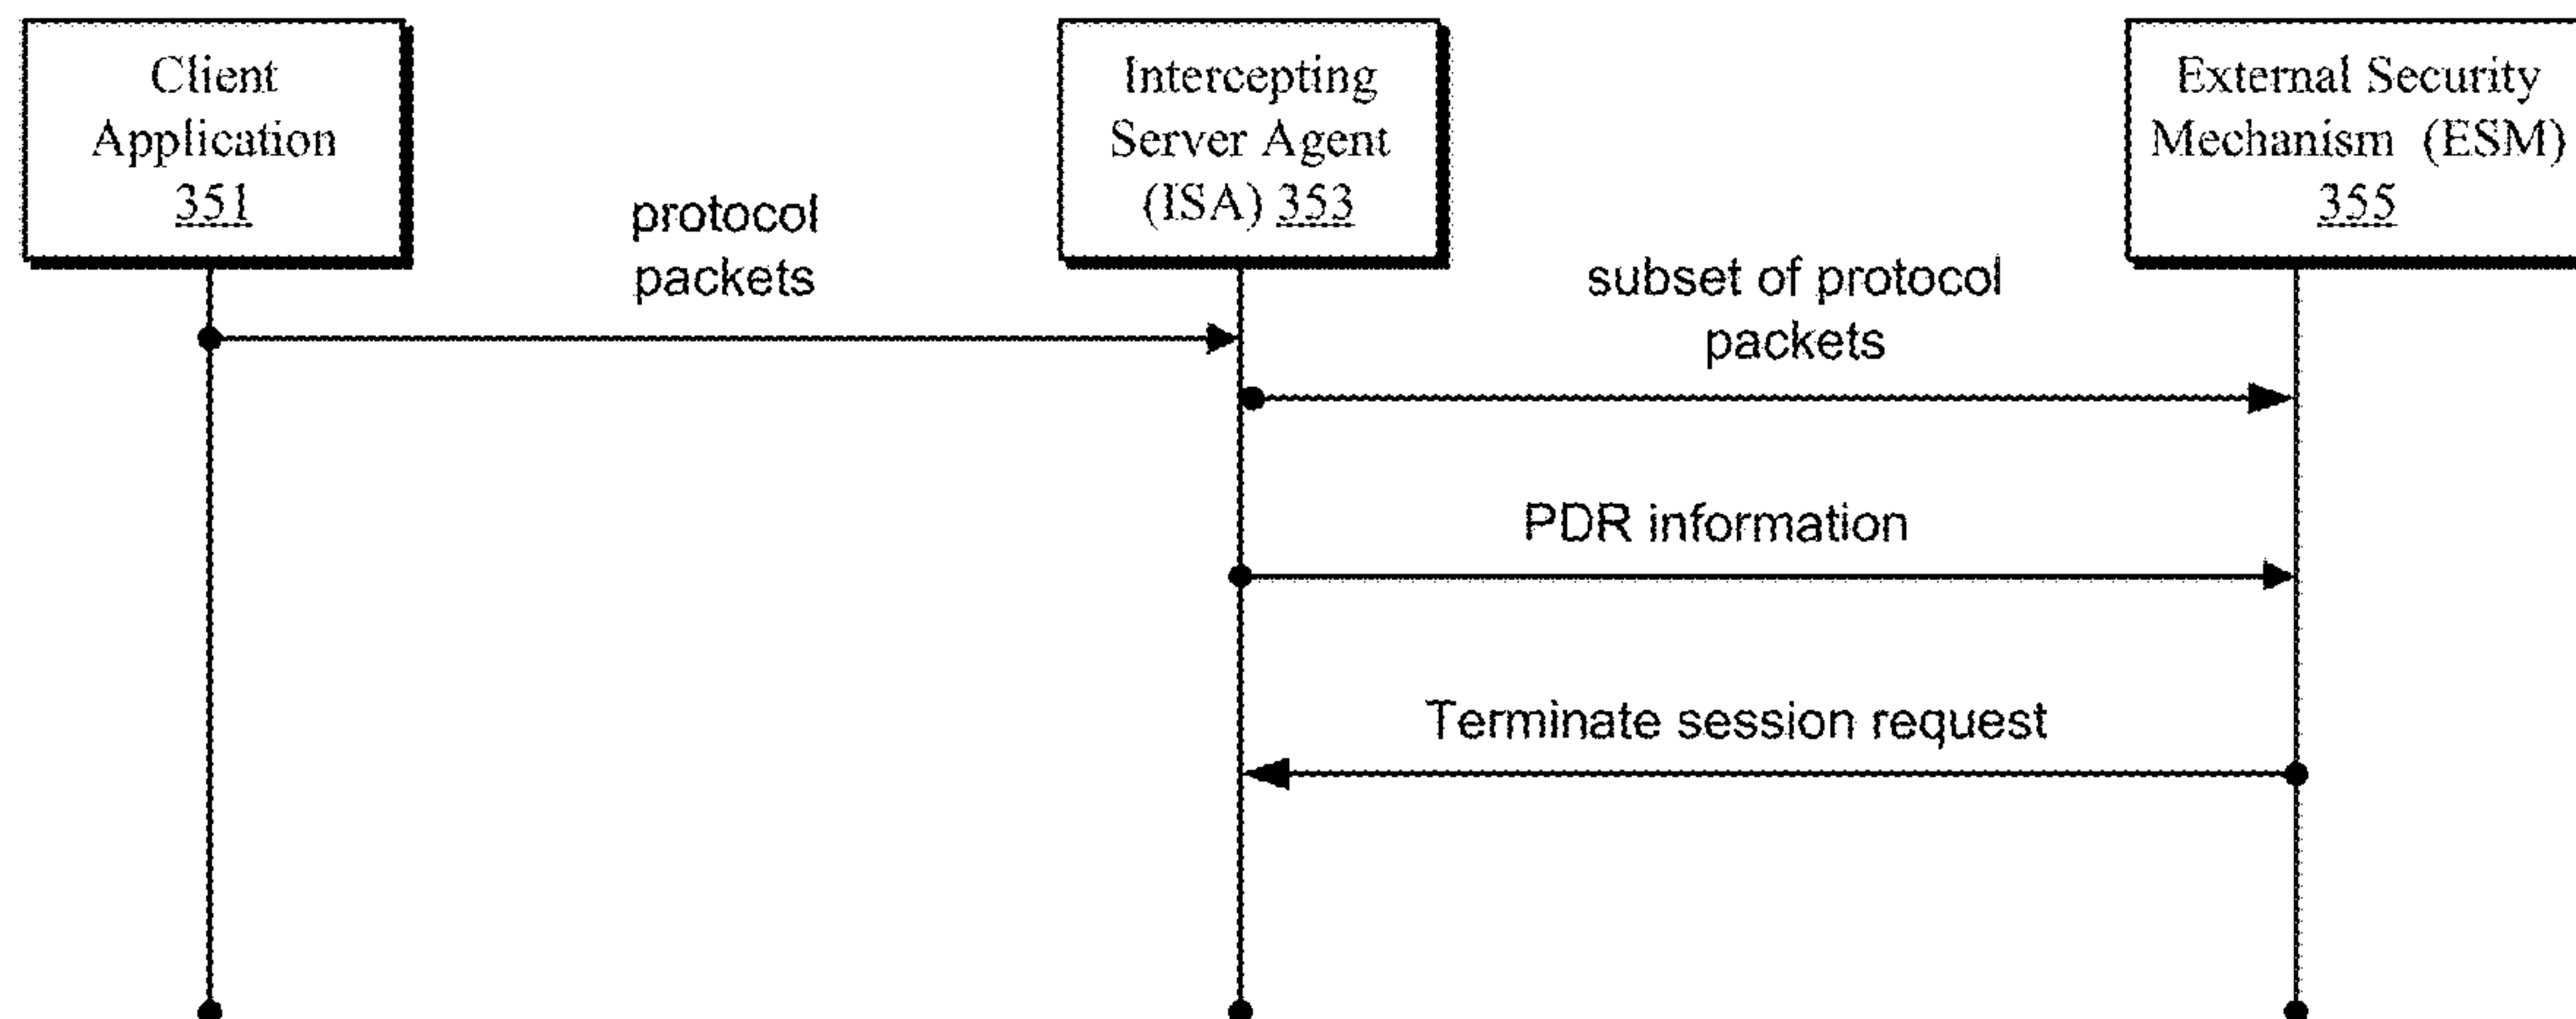 Client
Application
351
Intercepting
Server Agent
(ISA) 353
External Security
Mechanism (ESM)
355
protocol
packets
subset of protocol
packets
PDR information
Terminate session request